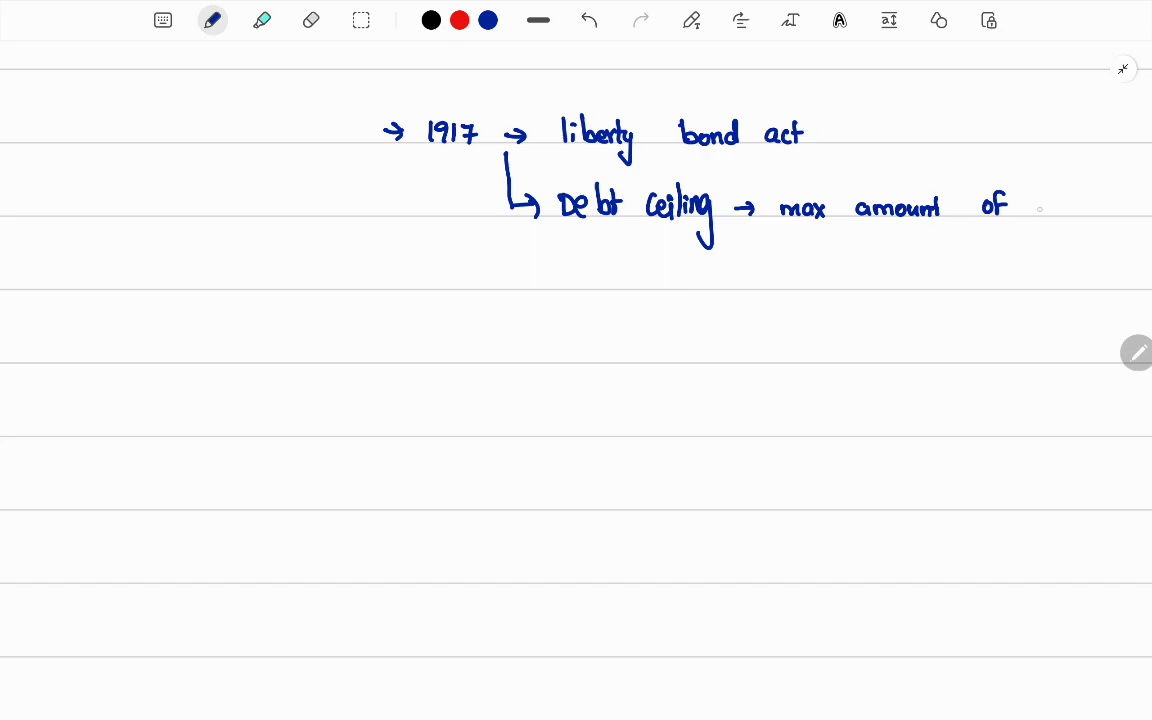 → 1917 → liberty bond act
↳ Debt ceiling → max amount of